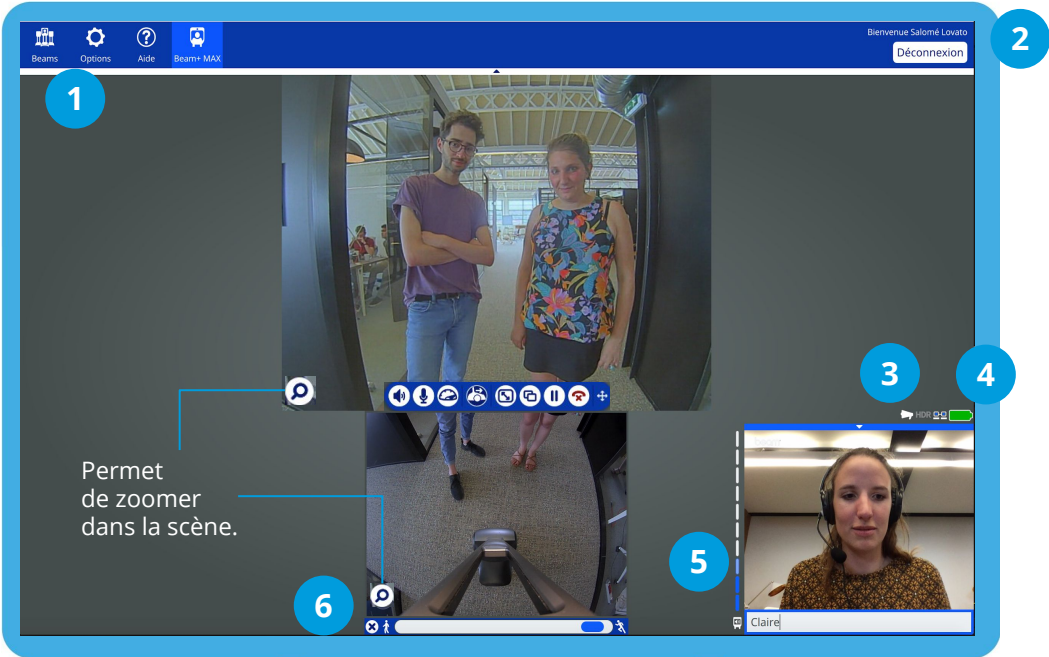 Bienvenue Salomé Lovato
Beams
Options
Aide
Beam+ MAX
Déconnexion
1
2
3
4
HDR
Permet
de zoomer
dans la scène.
5
6
Claire